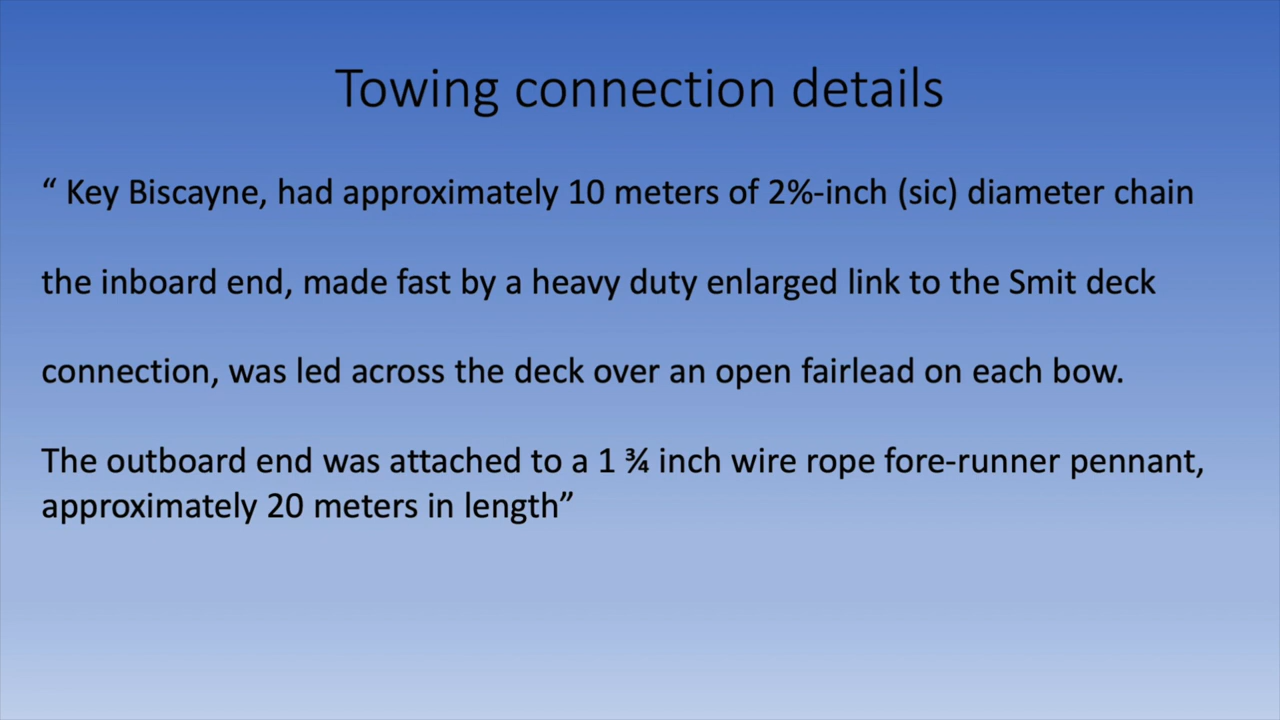 Towing connection details
“ Key Biscayne, had approximately 10 meters of 2%-inch (sic) diameter chain
the inboard end, made fast by a heavy duty enlarged link to the Smit deck
connection, was led across the deck over an open fairlead on each bow.
The outboard end was attached to a 1 ¾ inch wire rope fore-runner pennant,
approximately 20 meters in length”